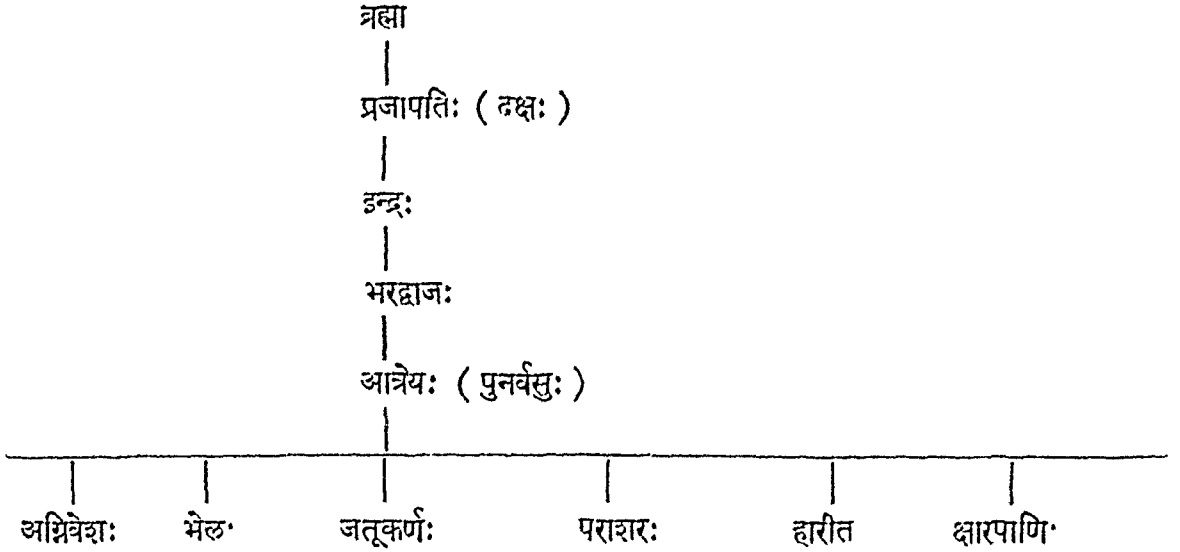 ब्रह्मा
प्रजापतिः ( दक्षः )
इन्द्रः
भरद्वाजः
आत्रेयः ( पुनर्वसुः )
अग्निवेशः भेल· जतूकर्णः पराशरः हारीत क्षारपाणि·